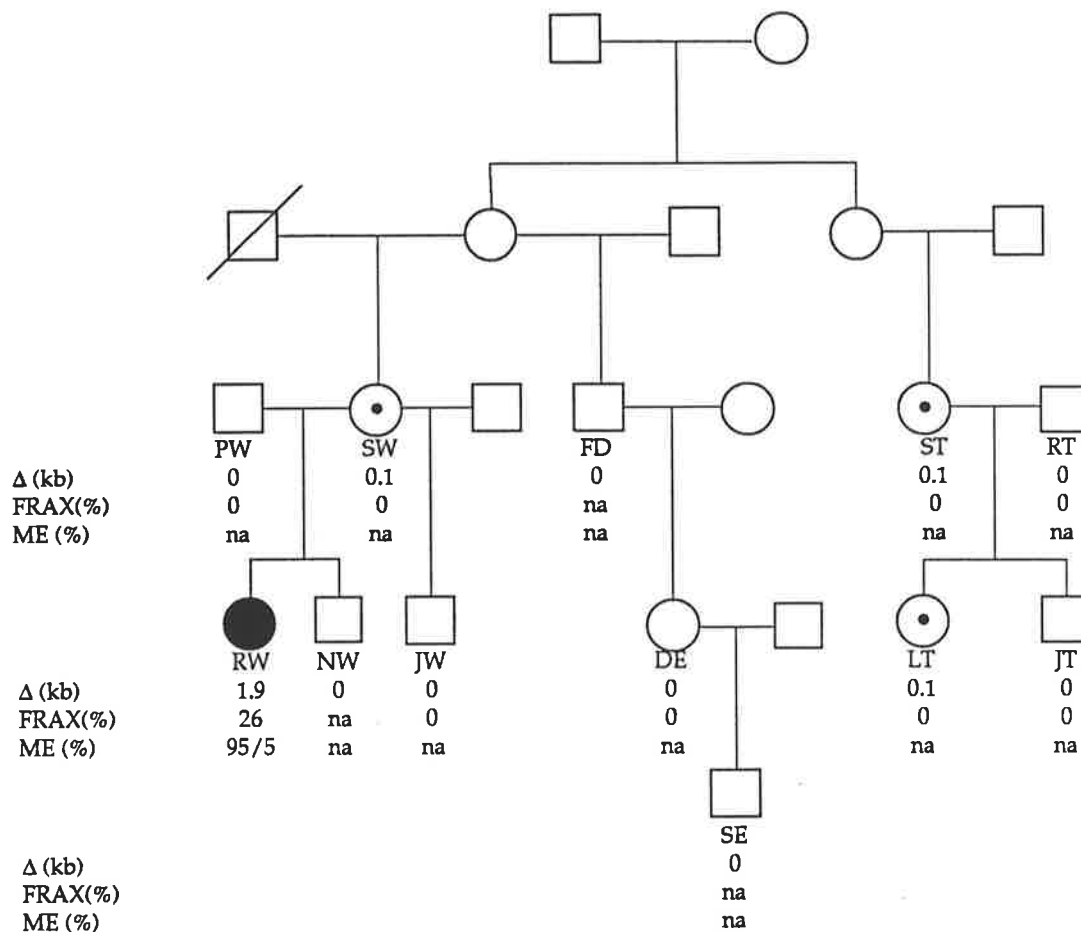 PW SW FD ST RT
Δ (kb) 0 0.1 0 0.1 0
FRAX(%) 0 0 na 0 0
ME (%) na na na na na
RW NW JW DE LT JT
Δ (kb) 1.9 0 0 0 0.1 0
FRAX(%) 26 na 0 0 0 0
ME (%) 95/5 na na na na na
SE
Δ (kb) 0
FRAX(%) na
ME (%) na